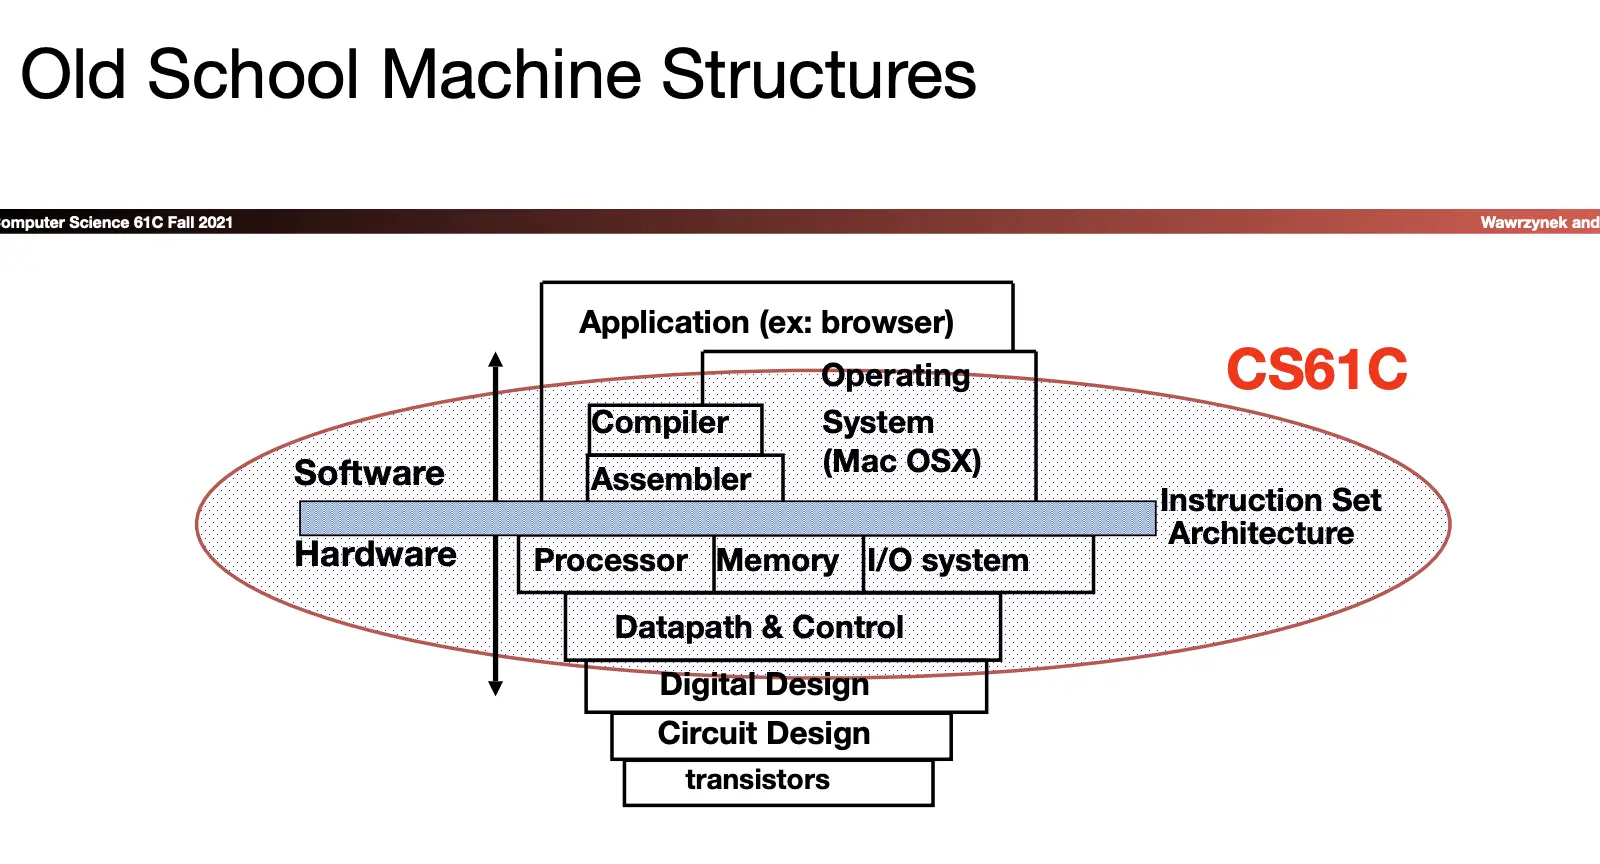 Old School Machine Structures
omputer Science 61C Fall 2021
Wawrzynek and
Application (ex: browser)
CS61C
Operating
System
(Mac OSX)
Compiler
Assembler
Software
Instruction Set
Architecture
Hardware
Processor
Memory
I/O system
Datapath & Control
Digital Design
Circuit Design
transistors